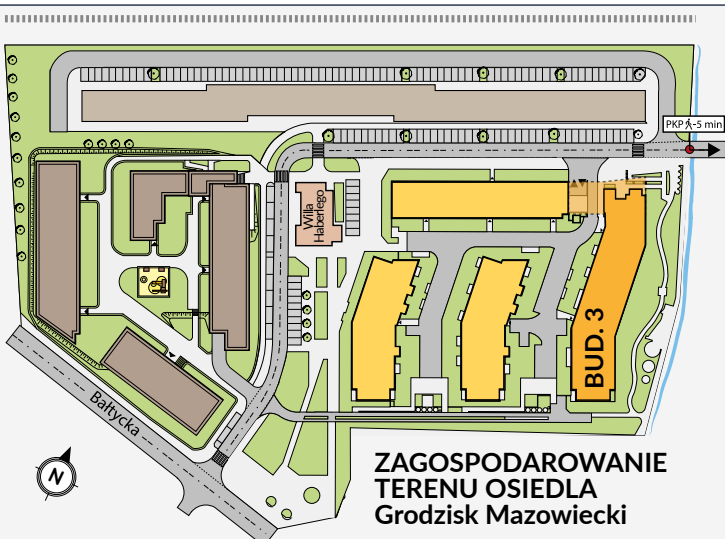 PKP -5 min
Willa
Haberlego
BUD. 3
Bałtycka
N
ZAGOSPODAROWANIE
TERENU OSIEDLA
Grodzisk Mazowiecki